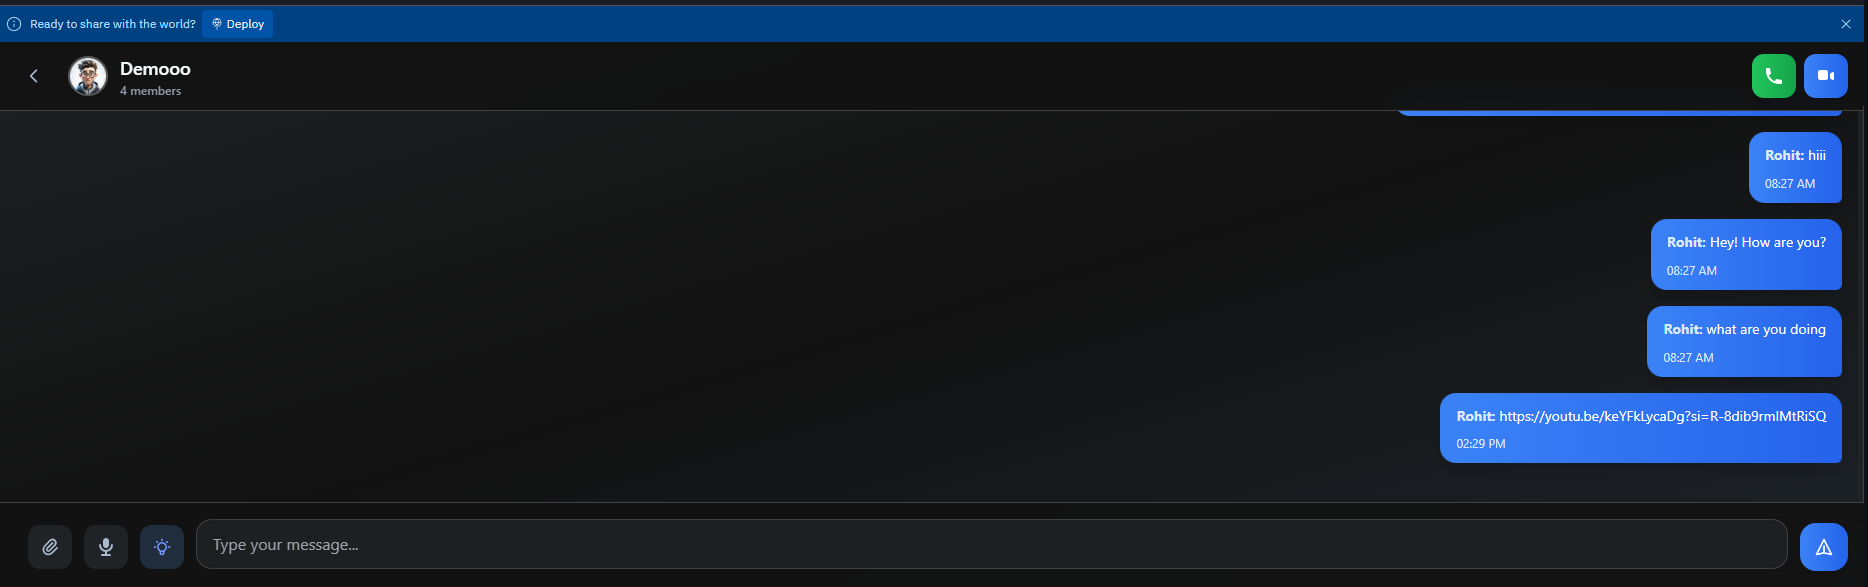 Ready to share with the world? Deploy
Demooo
4 members
Rohit: hiii
08:27 AM
Rohit: Hey! How are you?
08:27 AM
Rohit: what are you doing
08:27 AM
Rohit: https://youtu.be/keYFkLycaDg?si=R-8dib9rmlMtRiSQ
02:29 PM
Type your message...